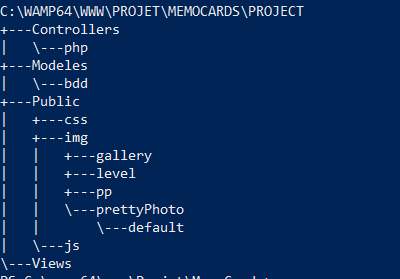 C:\WAMP64\WWW\PROJET\MEMOCARDS\PROJECT
+---Controllers
|   \---php
+---Modeles
|   \---bdd
+---Public
|   +---css
|   +---img
|   |   +---gallery
|   |   +---level
|   |   +---pp
|   |   \---prettyPhoto
|   |       \---default
|   \---js
\---Views